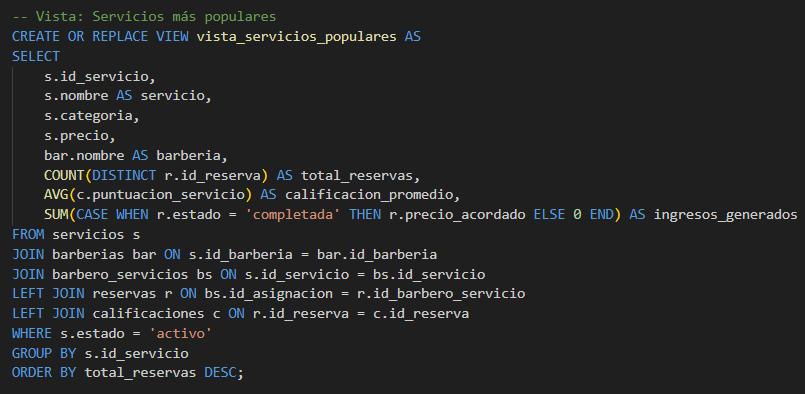 -- Vista: Servicios más populares
CREATE OR REPLACE VIEW vista_servicios_populares AS
SELECT
    s.id_servicio,
    s.nombre AS servicio,
    s.categoria,
    s.precio,
    bar.nombre AS barberia,
    COUNT(DISTINCT r.id_reserva) AS total_reservas,
    AVG(c.puntuacion_servicio) AS calificacion_promedio,
    SUM(CASE WHEN r.estado = 'completada' THEN r.precio_acordado ELSE 0 END) AS ingresos_generados
FROM servicios s
JOIN barberias bar ON s.id_barberia = bar.id_barberia
JOIN barbero_servicios bs ON s.id_servicio = bs.id_servicio
LEFT JOIN reservas r ON bs.id_asignacion = r.id_barbero_servicio
LEFT JOIN calificaciones c ON r.id_reserva = c.id_reserva
WHERE s.estado = 'activo'
GROUP BY s.id_servicio
ORDER BY total_reservas DESC;